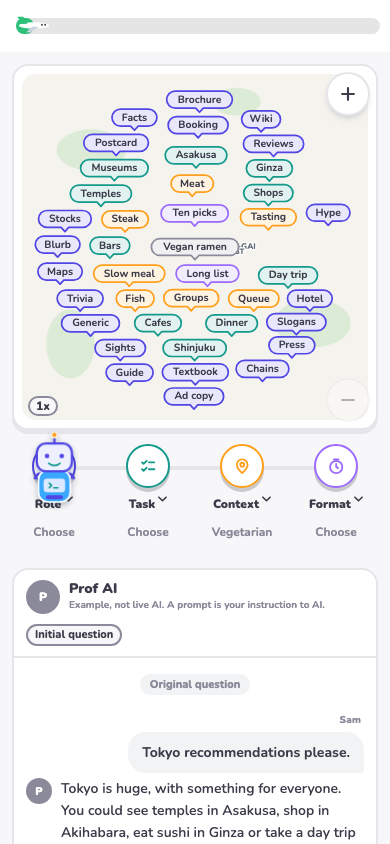 Brochure
Facts
Booking
Wiki
Postcard
Reviews
Asakusa
Museums
Ginza
Meat
Temples
Shops
Stocks
Steak
Ten picks
Tasting
Hype
Blurb
Bars
Vegan ramen
Maps
Slow meal
Long list
Day trip
Trivia
Fish
Groups
Queue
Hotel
Generic
Cafes
Dinner
Slogans
Sights
Shinjuku
Press
Guide
Textbook
Chains
Ad copy
1x
Task
Context
Format
Choose
Choose
Vegetarian
Choose
P
Prof AI
Example, not live AI. A prompt is your instruction to AI.
Initial question
Original question
Sam
Tokyo recommendations please.
P
Tokyo is huge, with something for everyone.
You could see temples in Asakusa, shop in
Akihabara, eat sushi in Ginza or take a day trip